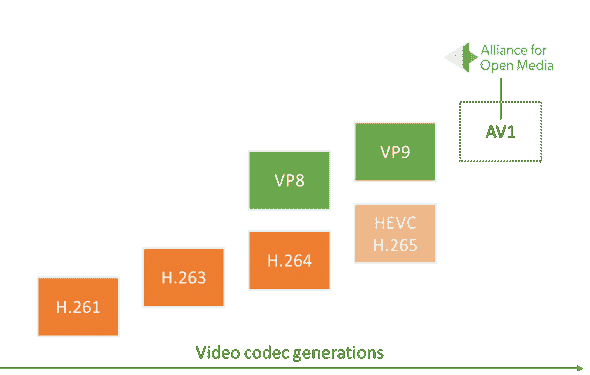 Alliance for
Open Media
AV1
VP9
VP8
HEVC
H.265
H.264
H.263
H.261
Video codec generations